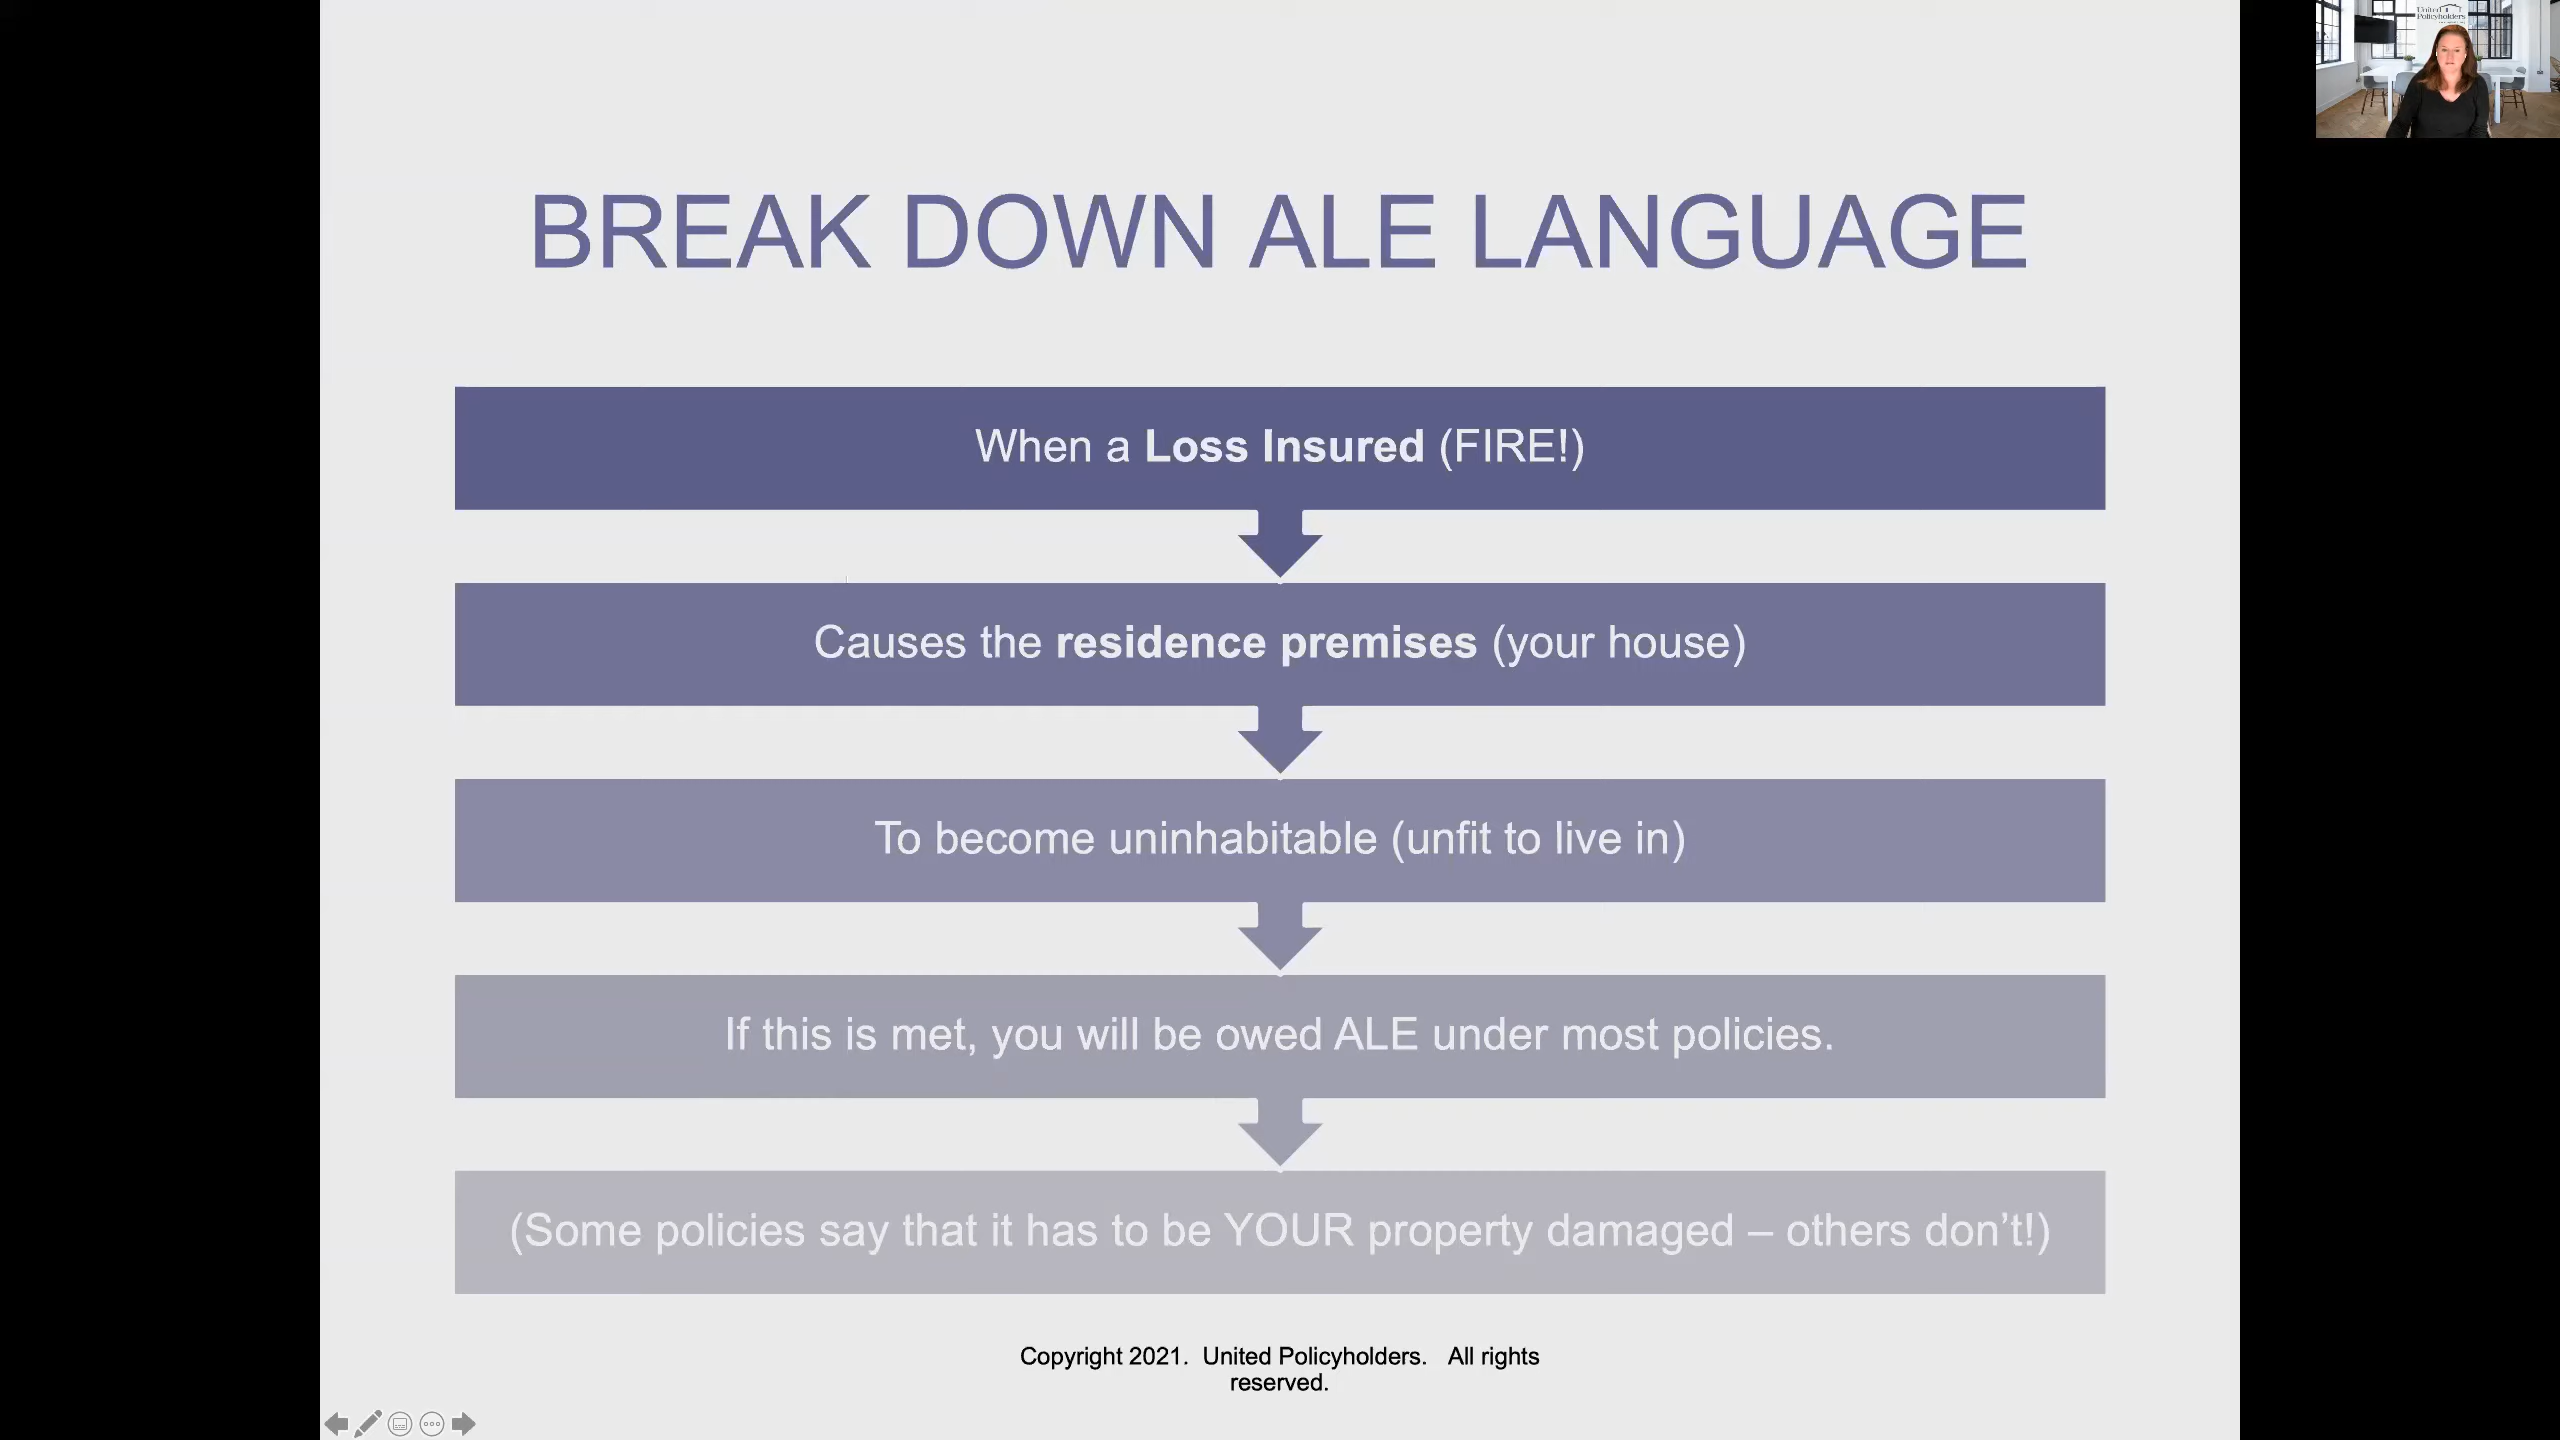 United
Policyholders
BREAK DOWN ALE LANGUAGE
When a Loss Insured (FIRE!)
Causes the residence premises (your house)
To become uninhabitable (unfit to live in)
If this is met, you will be owed ALE under most policies.
(Some policies say that it has to be YOUR property damaged – others don’t!)
Copyright 2021.  United Policyholders.   All rights
reserved.